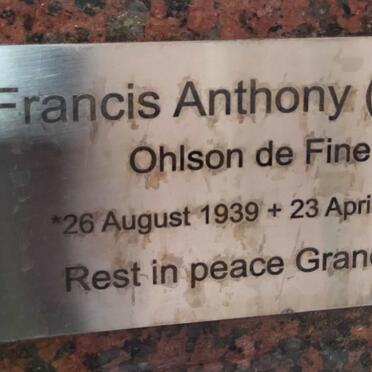 Francis Anthony (
Ohlson de Fine
*26 August 1939 + 23 Apri
Rest in peace Gran